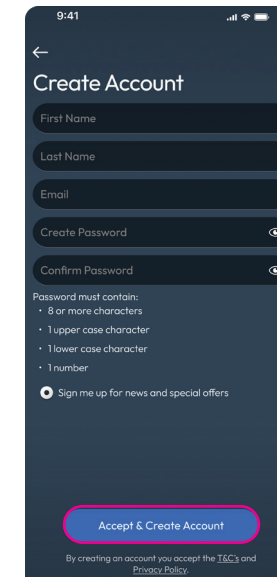 9:41
Create Account
First Name
Last Name
Email
Create Password
Confirm Password
Password must contain:
• 8 or more characters
• 1 upper case character
• 1 lower case character
• 1 number
Sign me up for news and special offers
Accept & Create Account
By creating an account you accept the T&C's and
Privacy Policy.